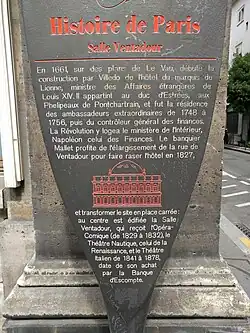 Histoire de Paris
Salle Ventadour
En 1661, sur des plans de Le Vau, débute la
construction par Villedo de l'hôtel du marquis de
Lionne, ministre des Affaires étrangères de
Louis XIV. Il appartint au duc d'Estrées, aux
Phelipeaux de Pontchartrain, et fut la résidence
des ambassadeurs extraordinaires de 1748 à
1756, puis du contrôleur général des finances.
La Révolution y logea le ministère de l'Intérieur,
Napoléon celui des Finances. Le banquier
Mallet profite de l'élargissement de la rue de
Ventadour pour faire raser l'hôtel en 1827,
et transformer le site en place carrée:
au centre est édifiée la Salle
Ventadour, qui reçoit l'Opéra-
Comique (de 1829 à 1832), le
Théâtre Nautique, celui de la
Renaissance, et le Théâtre
Italien de 1841 à 1878,
date de son achat
par la Banque
d'Escompte.